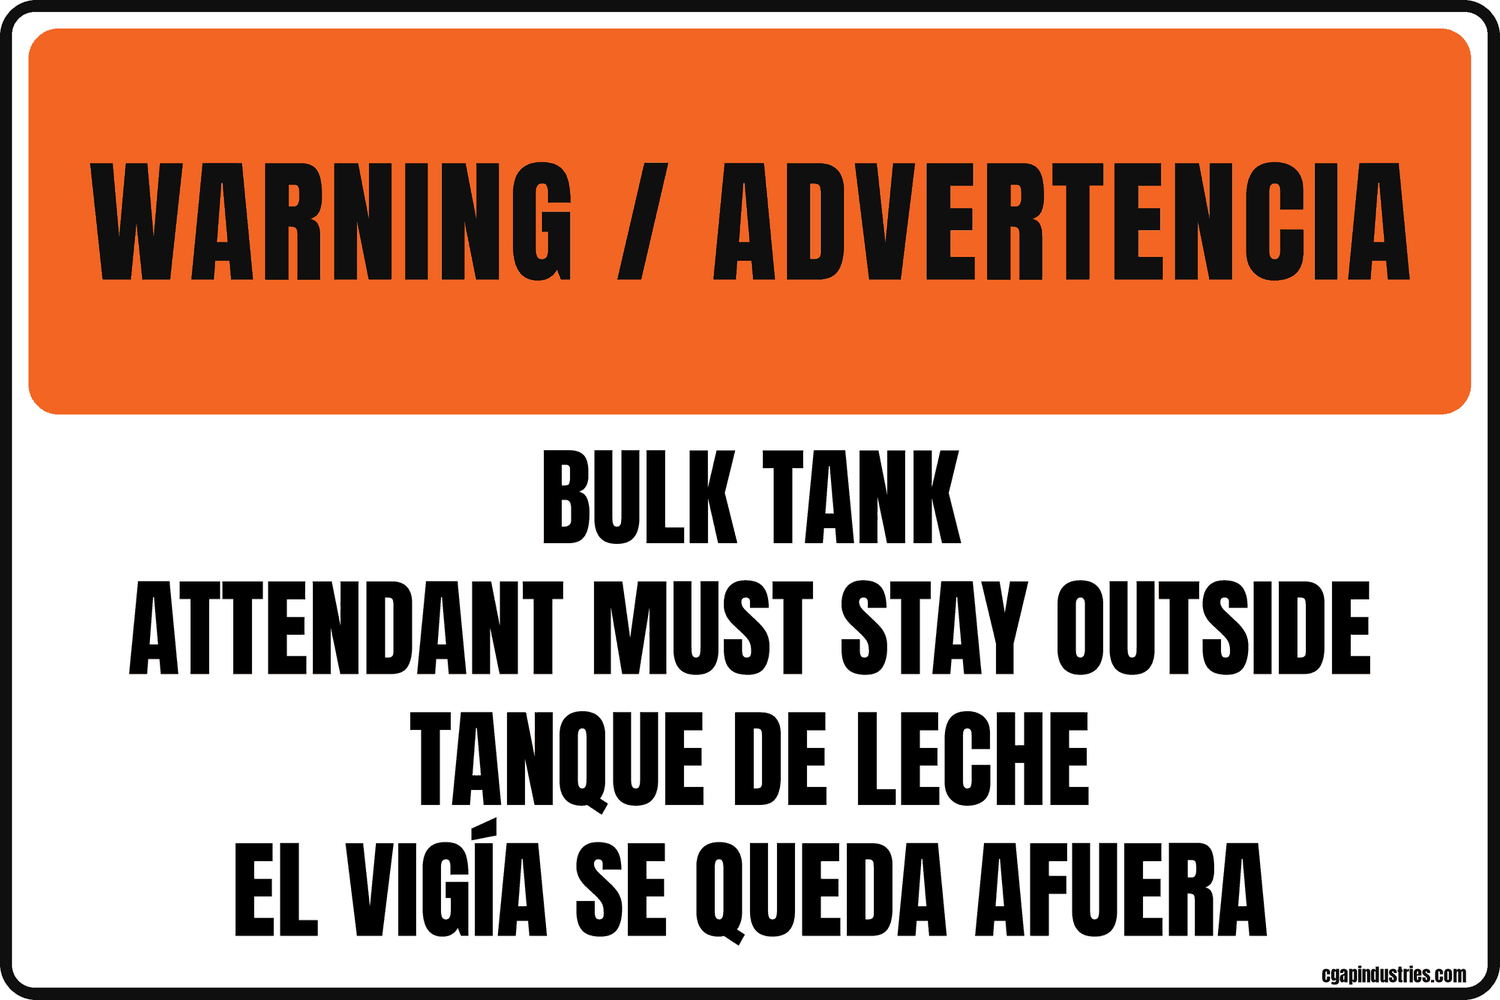 WARNING / ADVERTENCIA
BULK TANK
ATTENDANT MUST STAY OUTSIDE
TANQUE DE LECHE
EL VIGÍA SE QUEDA AFUERA
cgapindustries.com